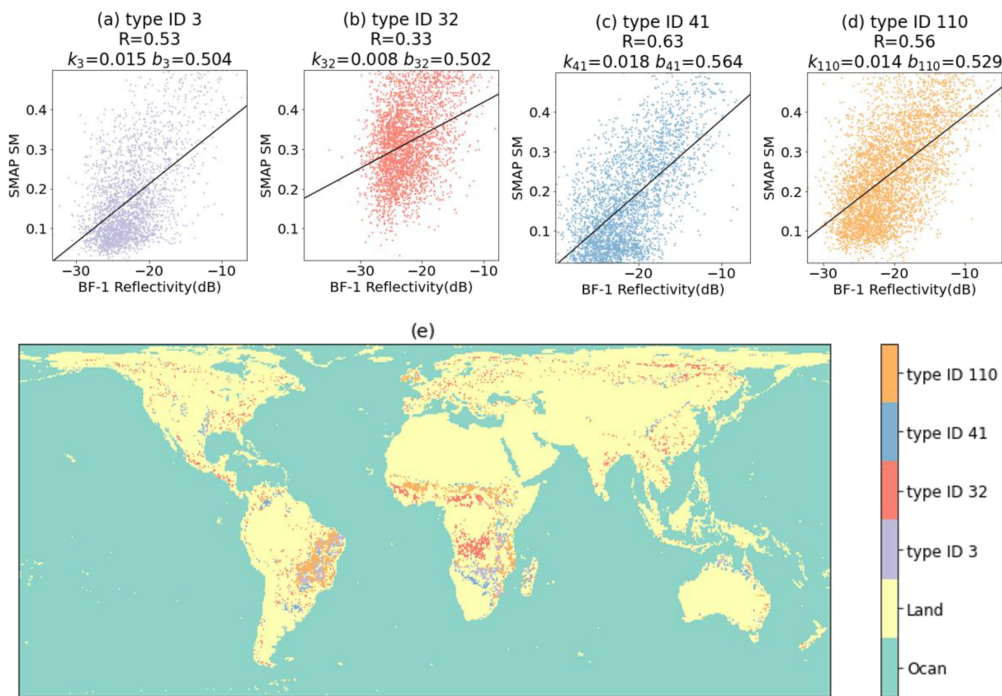 (a) type ID 3
R=0.53
k₃=0.015 b₃=0.504
SMAP SM
0.4
0.3
0.2
0.1
−30
−20
−10
BF-1 Reflectivity(dB)
(b) type ID 32
R=0.33
k₃₂=0.008 b₃₂=0.502
SMAP SM
0.4
0.3
0.2
0.1
−30
−20
−10
BF-1 Reflectivity(dB)
(c) type ID 41
R=0.63
k₄₁=0.018 b₄₁=0.564
SMAP SM
0.4
0.3
0.2
0.1
−30
−20
−10
BF-1 Reflectivity(dB)
(d) type ID 110
R=0.56
k₁₁₀=0.014 b₁₁₀=0.529
SMAP SM
0.4
0.3
0.2
0.1
−30
−20
−10
BF-1 Reflectivity(dB)
(e)
type ID 110
type ID 41
type ID 32
type ID 3
Land
Ocan